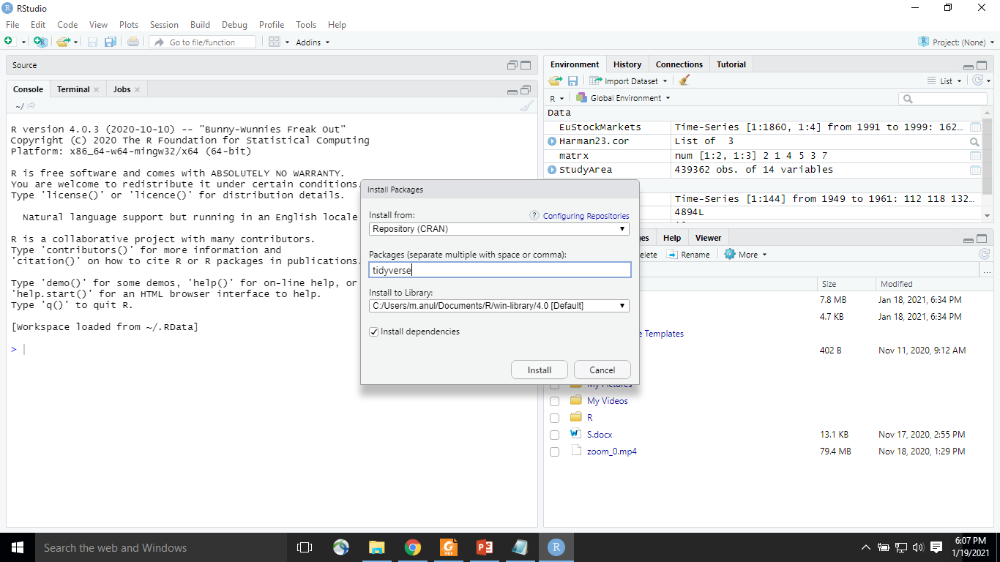 RStudio
File Edit Code View Plots Session Build Debug Profile Tools Help
Go to file/function Addins Project: (None)
Source
Console Terminal Jobs
~/
R version 4.0.3 (2020-10-10) -- "Bunny-Wunnies Freak Out"
Copyright (C) 2020 The R Foundation for Statistical Computing
Platform: x86_64-w64-mingw32/x64 (64-bit)
R is free software and comes with ABSOLUTELY NO WARRANTY.
You are welcome to redistribute it under certain conditions.
Type 'license()' or 'licence()' for distribution details.
Natural language support but running in an English locale
R is a collaborative project with many contributors.
Type 'contributors()' for more information and
'citation()' on how to cite R or R packages in publications.
Type 'demo()' for some demos, 'help()' for on-line help, or
'help.start()' for an HTML browser interface to help.
Type 'q()' to quit R.
[Workspace loaded from ~/.RData]
>
Install Packages
Install from: ? Configuring Repositories
Repository (CRAN)
Packages (separate multiple with space or comma):
tidyverse
Install to Library:
C:/Users/m.anul/Documents/R/win-library/4.0 [Default]
Install dependencies
Install Cancel
Environment History Connections Tutorial
Import Dataset List
R Global Environment
Data
EuStockMarkets Time-Series [1:1860, 1:4] from 1991 to 1999: 162…
Harman23.cor List of 3
matrx num [1:2, 1:3] 2 1 4 5 3 7
StudyArea 439362 obs. of 14 variables
Time-Series [1:144] from 1949 to 1961: 112 118 132…
4894L
es Help Viewer
elete Rename More
...
Size Modified
7.8 MB Jan 18, 2021, 6:34 PM
4.7 KB Jan 18, 2021, 6:34 PM
e Templates
402 B Nov 11, 2020, 9:12 AM
My Pictures
My Videos
R
S.docx 13.1 KB Nov 17, 2020, 2:55 PM
zoom_0.mp4 79.4 MB Nov 18, 2020, 1:29 PM
Search the web and Windows
6:07 PM
1/19/2021